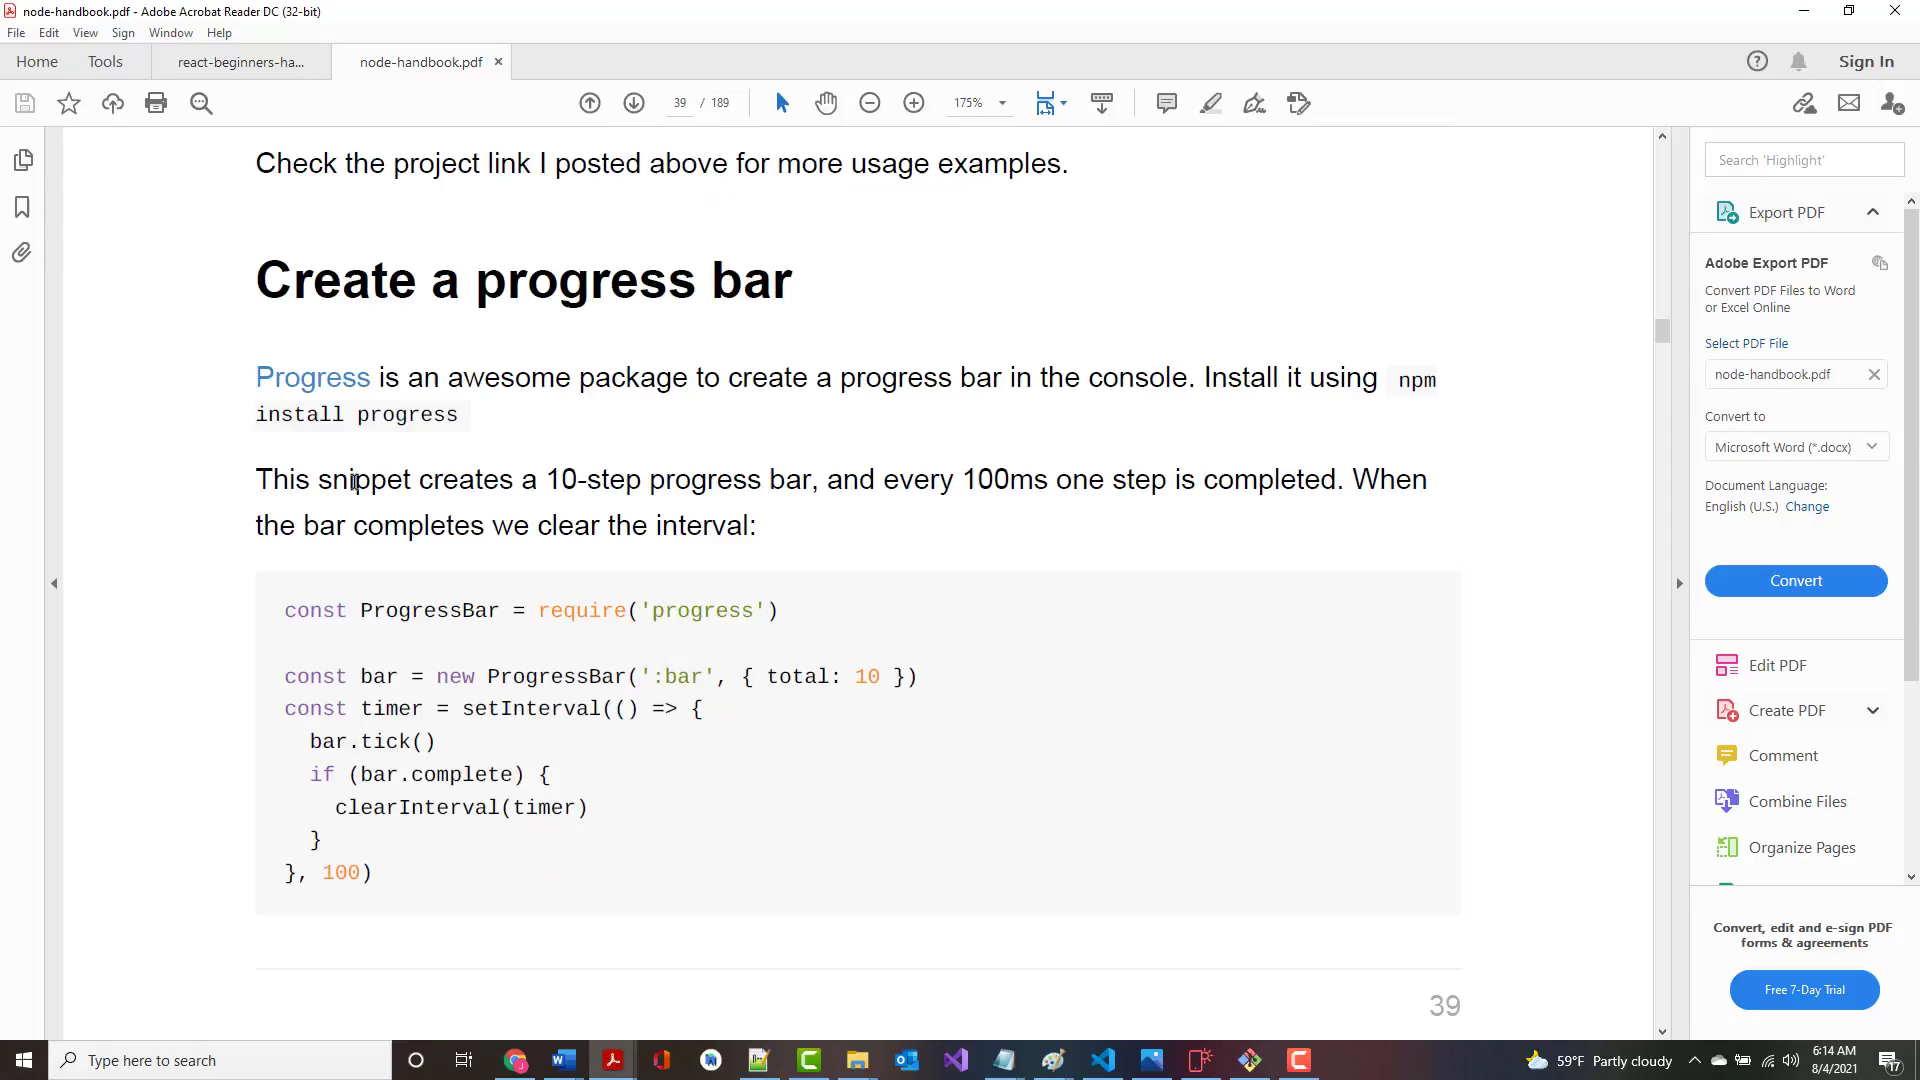 node-handbook.pdf - Adobe Acrobat Reader DC (32-bit)
File Edit View Sign Window Help
Home Tools react-beginners-ha... node-handbook.pdf × Sign In
39 / 189 175%
Check the project link I posted above for more usage examples.
Create a progress bar
Progress is an awesome package to create a progress bar in the console. Install it using npm
install progress
This snippet creates a 10-step progress bar, and every 100ms one step is completed. When
the bar completes we clear the interval:
const ProgressBar = require('progress')
const bar = new ProgressBar(':bar', { total: 10 })
const timer = setInterval(() => {
bar.tick()
if (bar.complete) {
clearInterval(timer)
}
}, 100)
39
Search 'Highlight'
Export PDF
Adobe Export PDF
Convert PDF Files to Word
or Excel Online
Select PDF File
node-handbook.pdf
Convert to
Microsoft Word (*.docx)
Document Language:
English (U.S.) Change
Convert
Edit PDF
Create PDF
Comment
Combine Files
Organize Pages
Convert, edit and e-sign PDF
forms & agreements
Free 7-Day Trial
Type here to search
59°F Partly cloudy
6:14 AM
8/4/2021
17